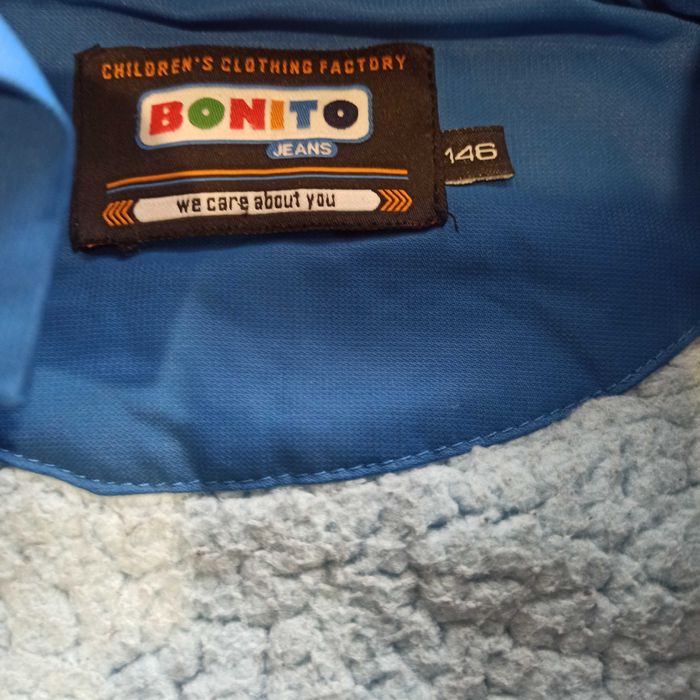 CHILDREN'S CLOTHING FACTORY
BONITO
JEANS
146
we care about you